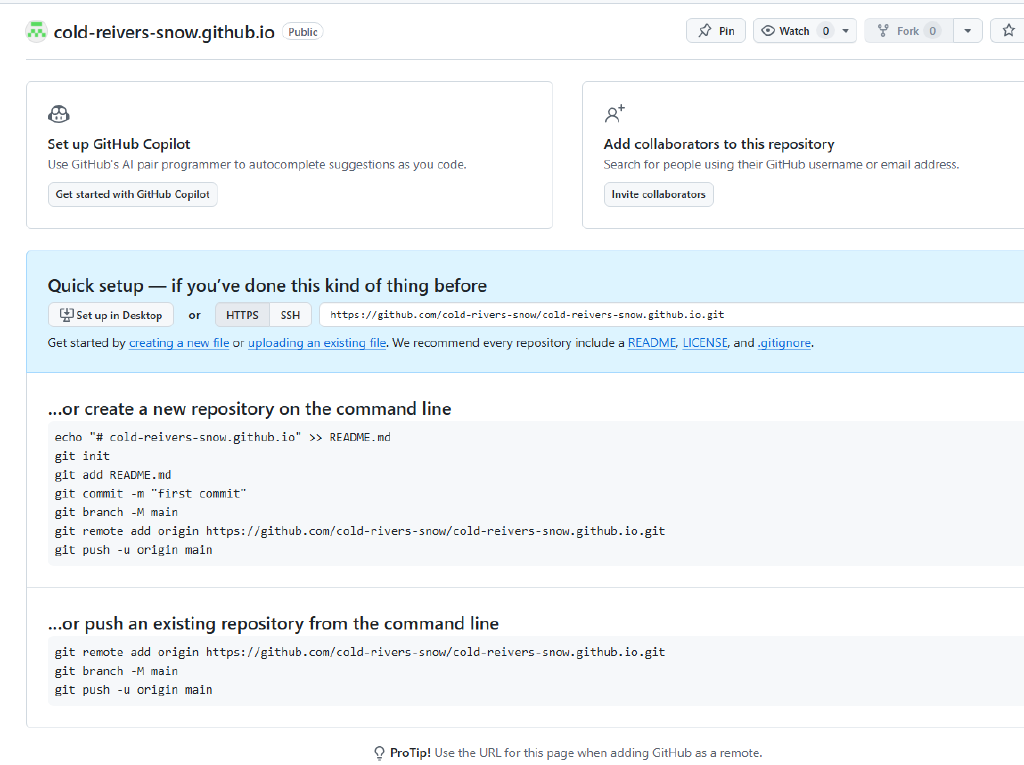 cold-reivers-snow.github.io Public Pin Watch 0 Fork 0
Set up GitHub Copilot
Use GitHub's AI pair programmer to autocomplete suggestions as you code.
Get started with GitHub Copilot
Add collaborators to this repository
Search for people using their GitHub username or email address.
Invite collaborators
Quick setup — if you've done this kind of thing before
Set up in Desktop or HTTPS SSH https://github.com/cold-rivers-snow/cold-reivers-snow.github.io.git
Get started by creating a new file or uploading an existing file. We recommend every repository include a README, LICENSE, and .gitignore.
...or create a new repository on the command line
echo "# cold-reivers-snow.github.io" >> README.md
git init
git add README.md
git commit -m "first commit"
git branch -M main
git remote add origin https://github.com/cold-rivers-snow/cold-reivers-snow.github.io.git
git push -u origin main
...or push an existing repository from the command line
git remote add origin https://github.com/cold-rivers-snow/cold-reivers-snow.github.io.git
git branch -M main
git push -u origin main
ProTip! Use the URL for this page when adding GitHub as a remote.